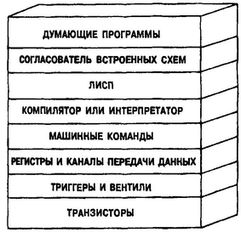 ДУМАЮЩИЕ ПРОГРАММЫ
СОГЛАСОВАТЕЛЬ ВСТРОЕННЫХ СХЕМ
ЛИСП
КОМПИЛЯТОР ИЛИ ИНТЕРПРЕТАТОР
МАШИННЫЕ КОМАНДЫ
РЕГИСТРЫ И КАНАЛЫ ПЕРЕДАЧИ ДАННЫХ
ТРИГГЕРЫ И ВЕНТИЛИ
ТРАНЗИСТОРЫ